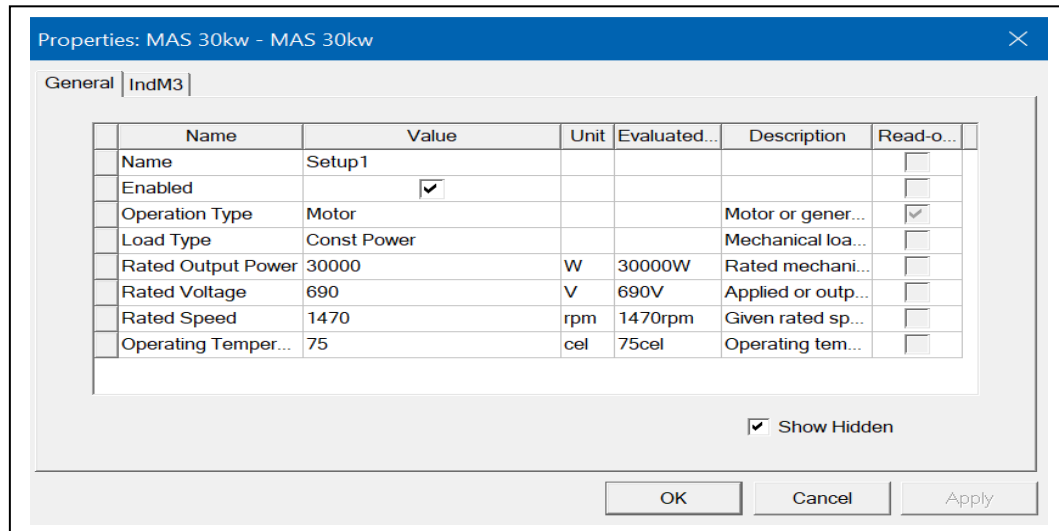 Properties: MAS 30kw - MAS 30kw
General IndM3
Name Value Unit Evaluated... Description Read-o...
Name Setup1
Enabled
Operation Type Motor Motor or gener...
Load Type Const Power Mechanical loa...
Rated Output Power 30000 W 30000W Rated mechani...
Rated Voltage 690 V 690V Applied or outp...
Rated Speed 1470 rpm 1470rpm Given rated sp...
Operating Temper... 75 cel 75cel Operating tem...
Show Hidden
OK Cancel Apply